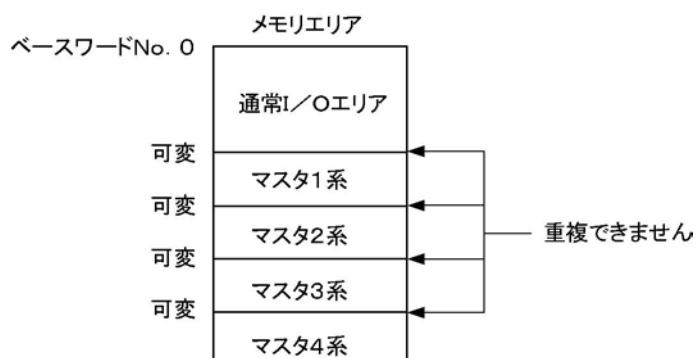 メモリエリア
ベースワードNo. 0
通常I／Oエリア
可変
マスタ1系
可変
マスタ2系
重複できません
可変
マスタ3系
可変
マスタ4系